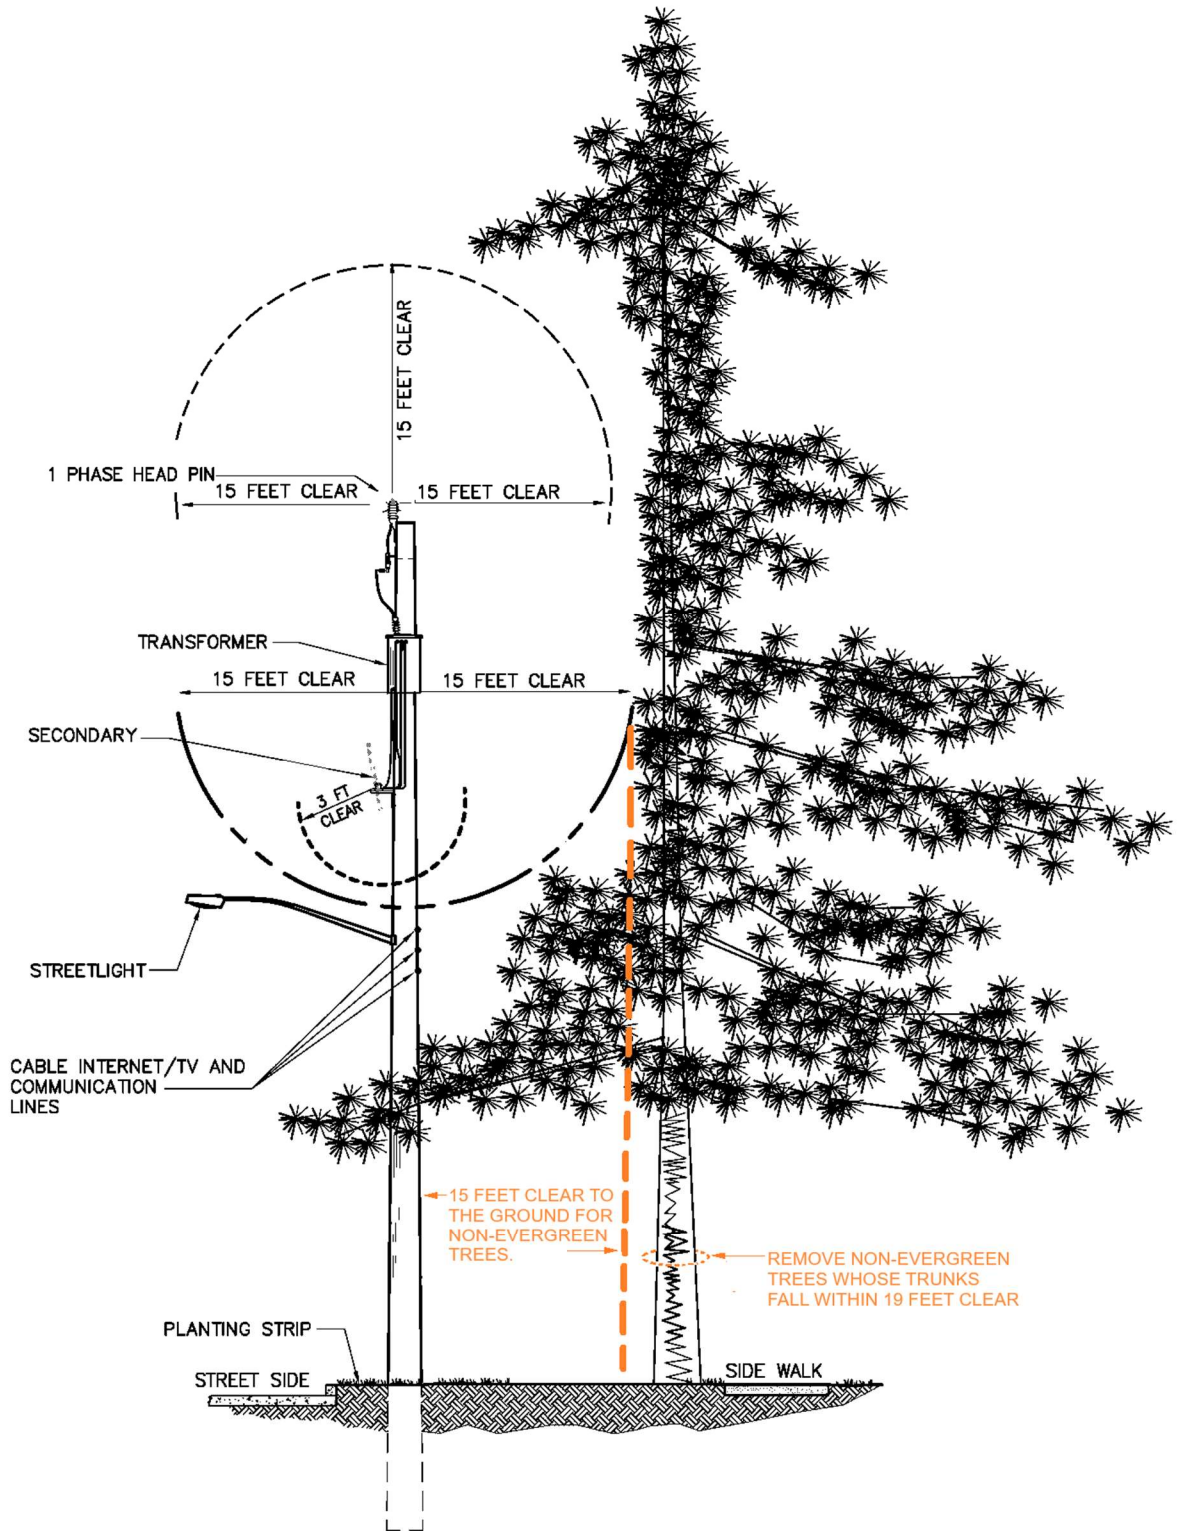 15 FEET CLEAR
1 PHASE HEAD PIN
15 FEET CLEAR
15 FEET CLEAR
TRANSFORMER
15 FEET CLEAR
15 FEET CLEAR
SECONDARY
3 FT
CLEAR
STREETLIGHT
CABLE INTERNET/TV AND
COMMUNICATION
LINES
15 FEET CLEAR TO
THE GROUND FOR
NON-EVERGREEN
TREES.
REMOVE NON-EVERGREEN
TREES WHOSE TRUNKS
FALL WITHIN 19 FEET CLEAR
PLANTING STRIP
STREET SIDE
SIDE WALK